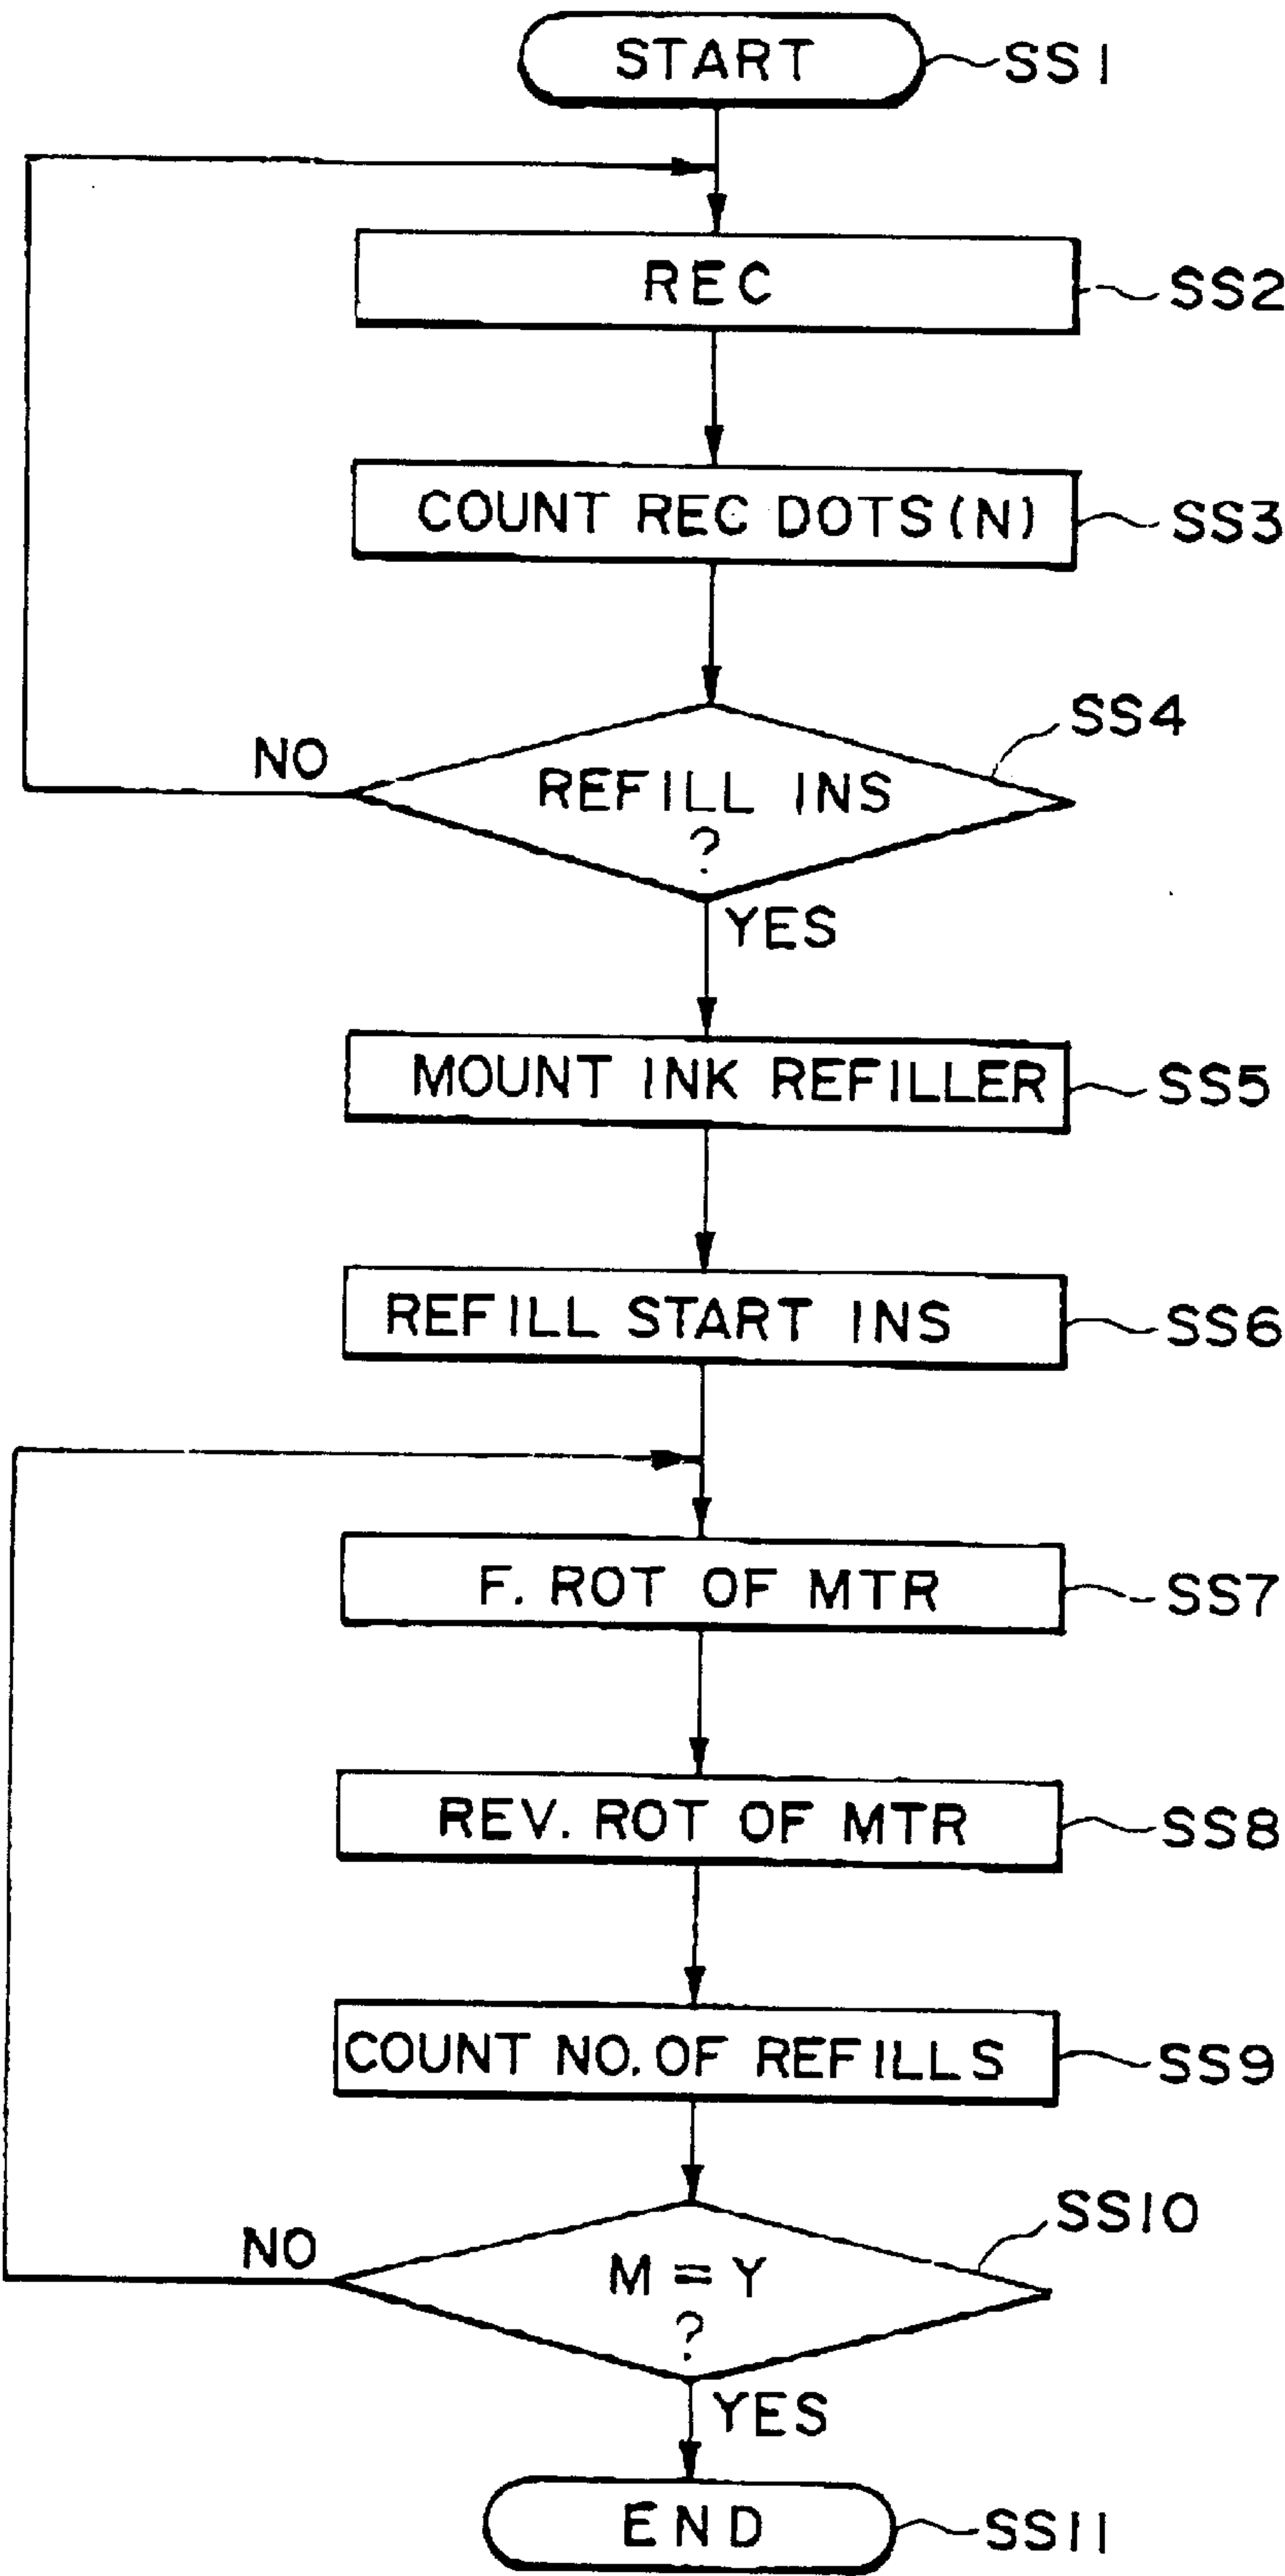 START
SS1
REC
SS2
COUNT REC DOTS(N)
SS3
SS4
NO
REFILL INS
?
YES
MOUNT INK REFILLER
SS5
REFILL START INS
SS6
F. ROT OF MTR
SS7
REV. ROT OF MTR
SS8
COUNT NO. OF REFILLS
SS9
SS10
NO
M = Y
?
YES
END
SS11